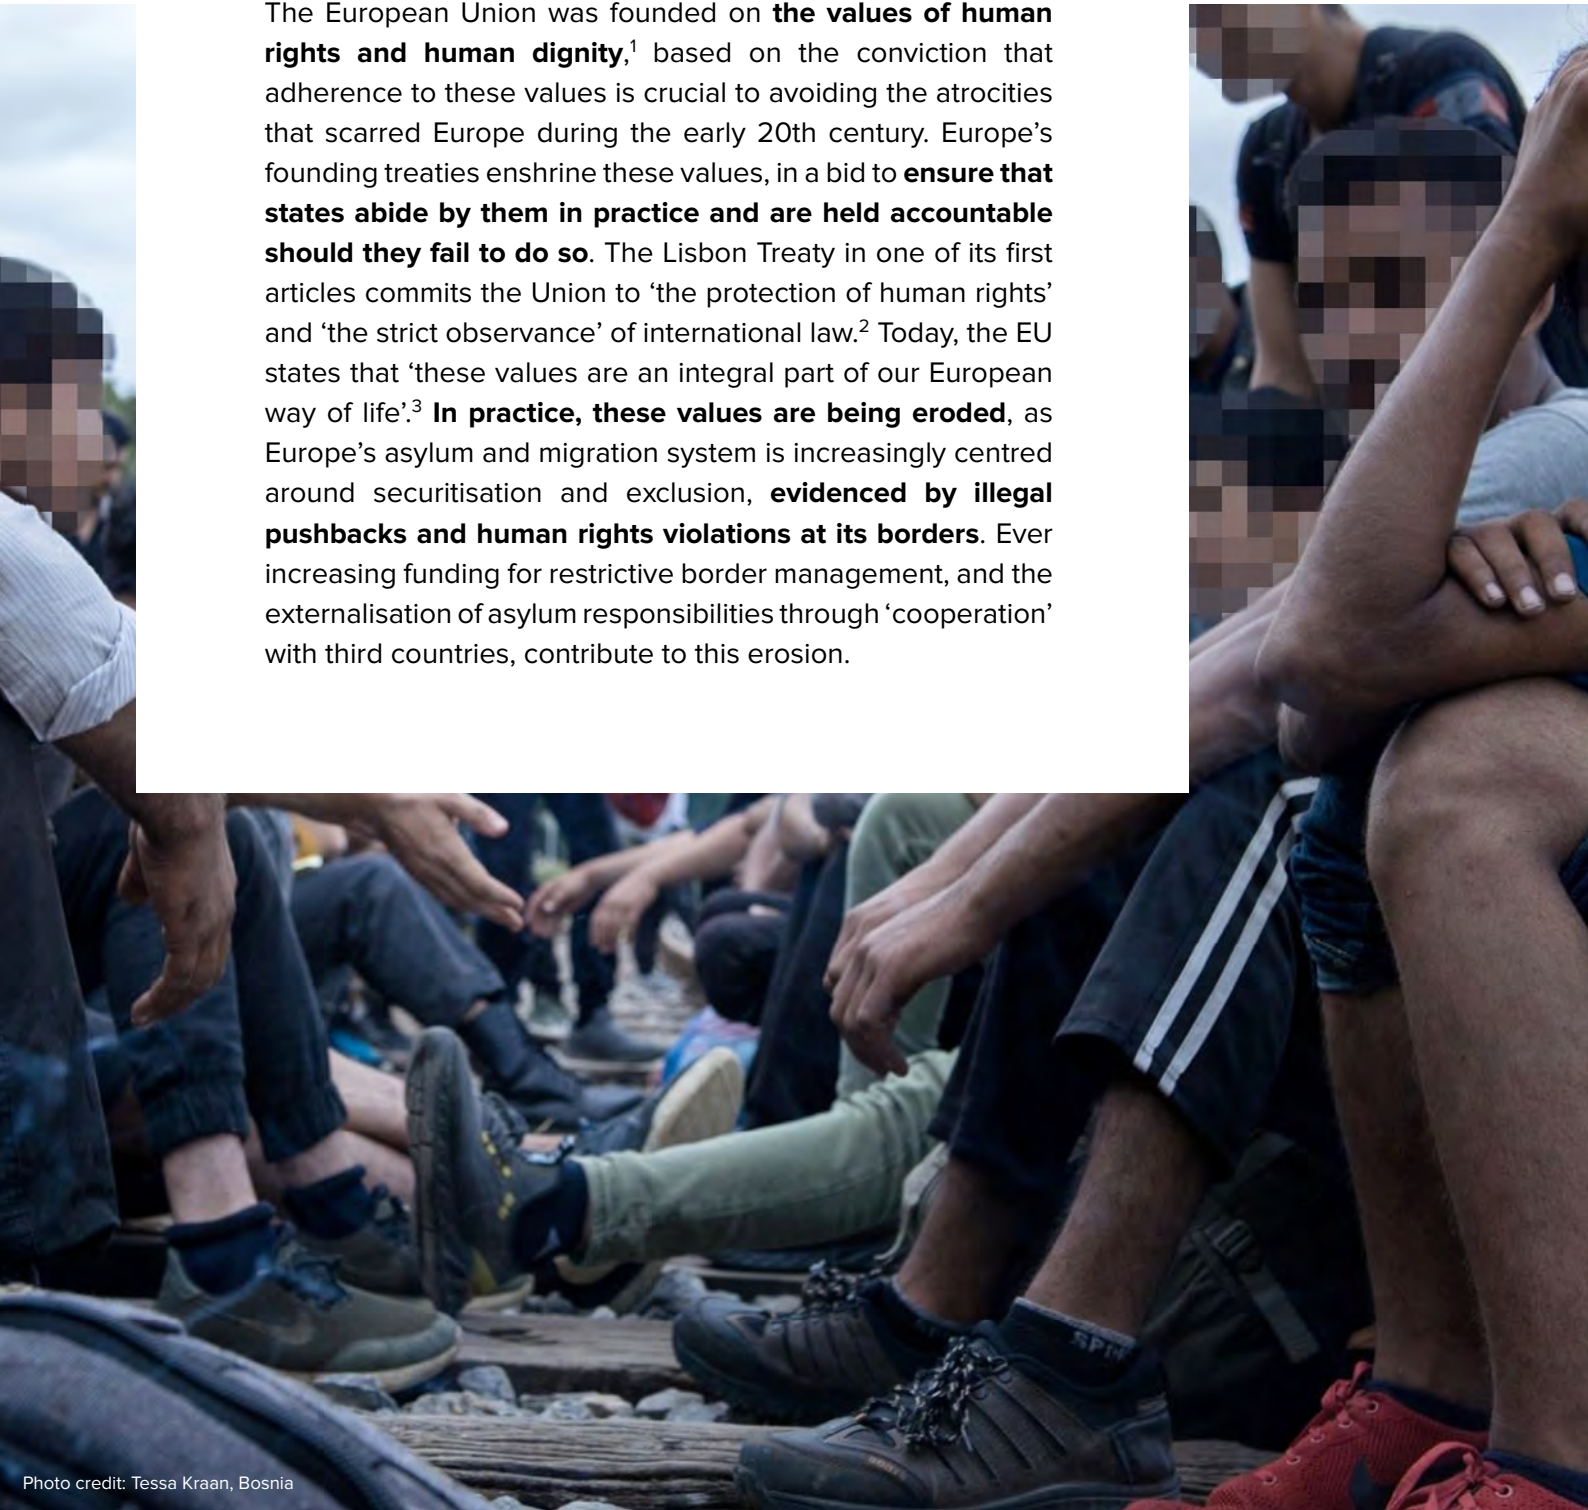 The European Union was founded on the values of human
rights and human dignity,¹ based on the conviction that
adherence to these values is crucial to avoiding the atrocities
that scarred Europe during the early 20th century. Europe’s
founding treaties enshrine these values, in a bid to ensure that
states abide by them in practice and are held accountable
should they fail to do so. The Lisbon Treaty in one of its first
articles commits the Union to ‘the protection of human rights’
and ‘the strict observance’ of international law.² Today, the EU
states that ‘these values are an integral part of our European
way of life’.³ In practice, these values are being eroded, as
Europe’s asylum and migration system is increasingly centred
around securitisation and exclusion, evidenced by illegal
pushbacks and human rights violations at its borders. Ever
increasing funding for restrictive border management, and the
externalisation of asylum responsibilities through ‘cooperation’
with third countries, contribute to this erosion.
Photo credit: Tessa Kraan, Bosnia